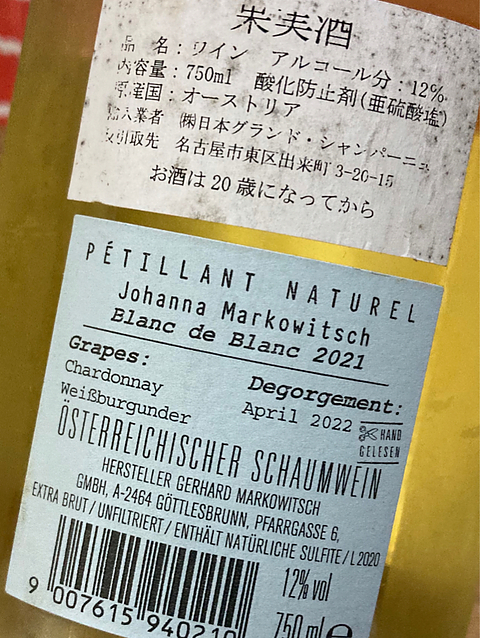 果実酒
品 名：ワイン アルコール分：12%
内容量：750ml 酸化防止剤(亜硫酸塩)
原産国：オーストリア
輸入業者 ㈱日本グランド・シャンパーニュ
及引取先 名古屋市東区出来町3-20-15
お酒は20歳になってから
PÉTILLANT NATUREL
Johanna Markowitsch
Blanc de Blanc 2021
Grapes:
Chardonnay
Weißburgunder
Degorgement:
April 2022
HAND
GELESEN
ÖSTERREICHISCHER SCHAUMWEIN
HERSTELLER GERHARD MARKOWITSCH
GMBH, A-2464 GÖTTLESBRUNN, PFARRGASSE 6,
EXTRA BRUT/UNFILTRIERT/ENTHÄLT NATÜRLICHE SULFITE/L2020
12% vol
750 ml e
9 007615 940210